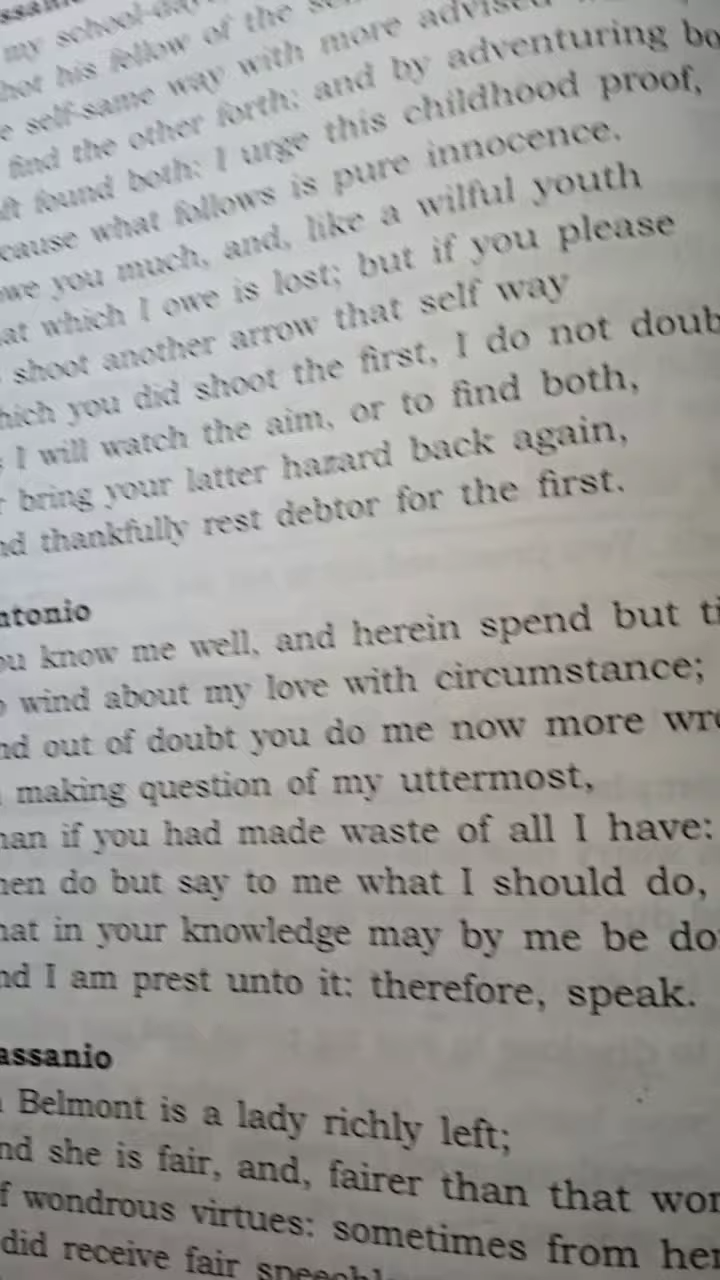 my school-day
hot his fellow of the
e self-same way with more advised
find the other forth; and by adventuring bo
ft found both: I urge this childhood proof,
cause what follows is pure innocence.
owe you much, and, like a wilful youth
at which I owe is lost; but if you please
shoot another arrow that self way
hich you did shoot the first, I do not doub
s I will watch the aim, or to find both,
r bring your latter hazard back again,
nd thankfully rest debtor for the first.
ntonio
ou know me well, and herein spend but ti
o wind about my love with circumstance;
nd out of doubt you do me now more wro
making question of my uttermost,
han if you had made waste of all I have:
hen do but say to me what I should do,
hat in your knowledge may by me be do
nd I am prest unto it: therefore, speak.
assanio
Belmont is a lady richly left;
nd she is fair, and, fairer than that wor
f wondrous virtues: sometimes from her
did receive fair speechl